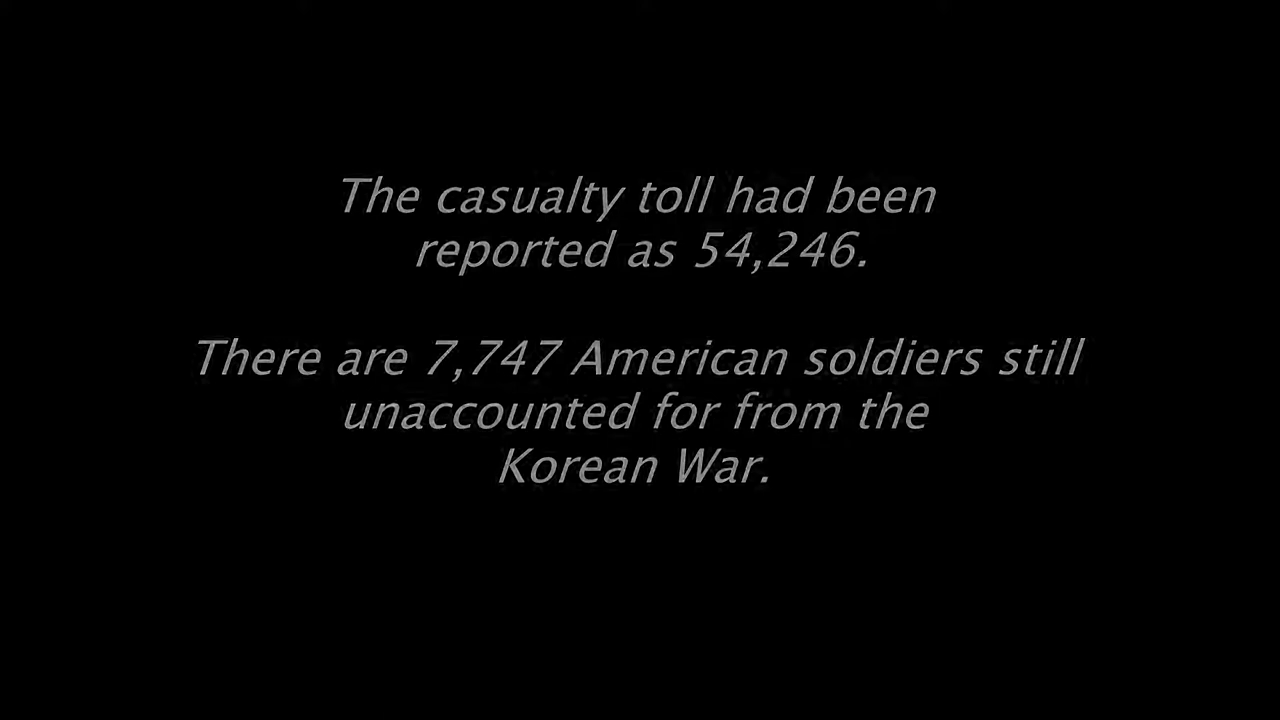 The casualty toll had been
reported as 54,246.
There are 7,747 American soldiers still
unaccounted for from the
Korean War.